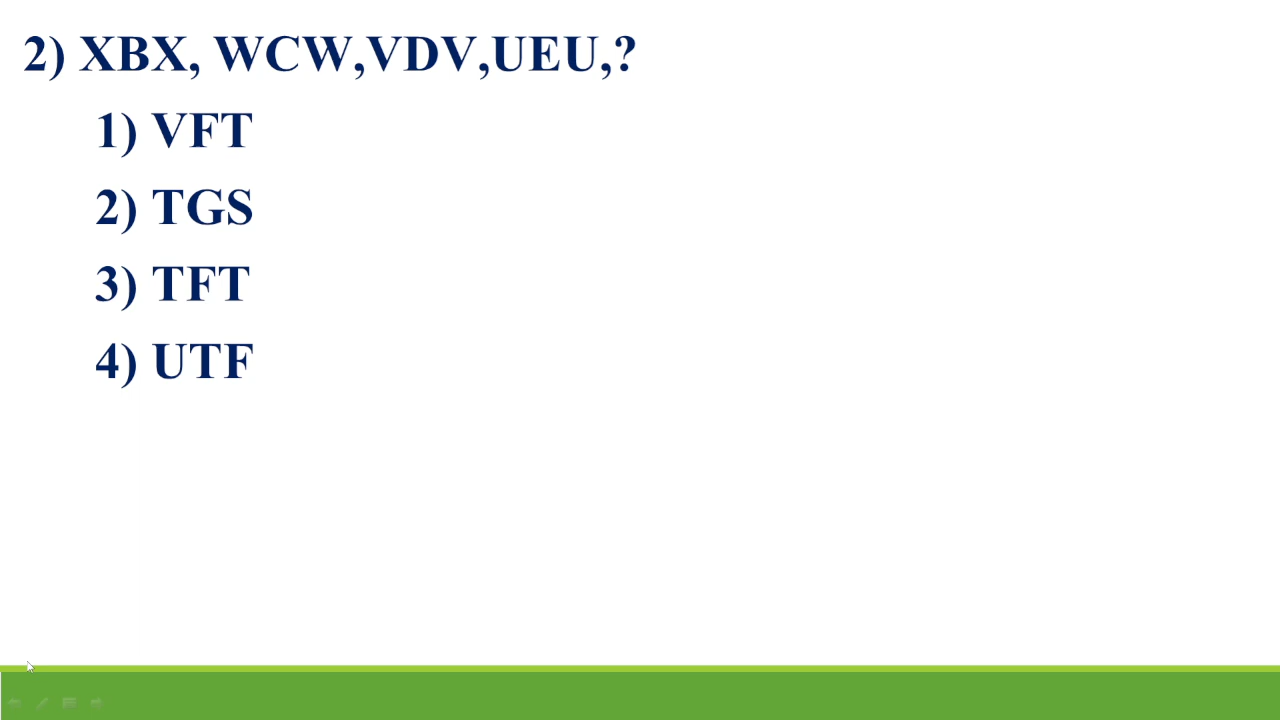 2) XBX, WCW,VDV,UEU,?
1) VFT
2) TGS
3) TFT
4) UTF